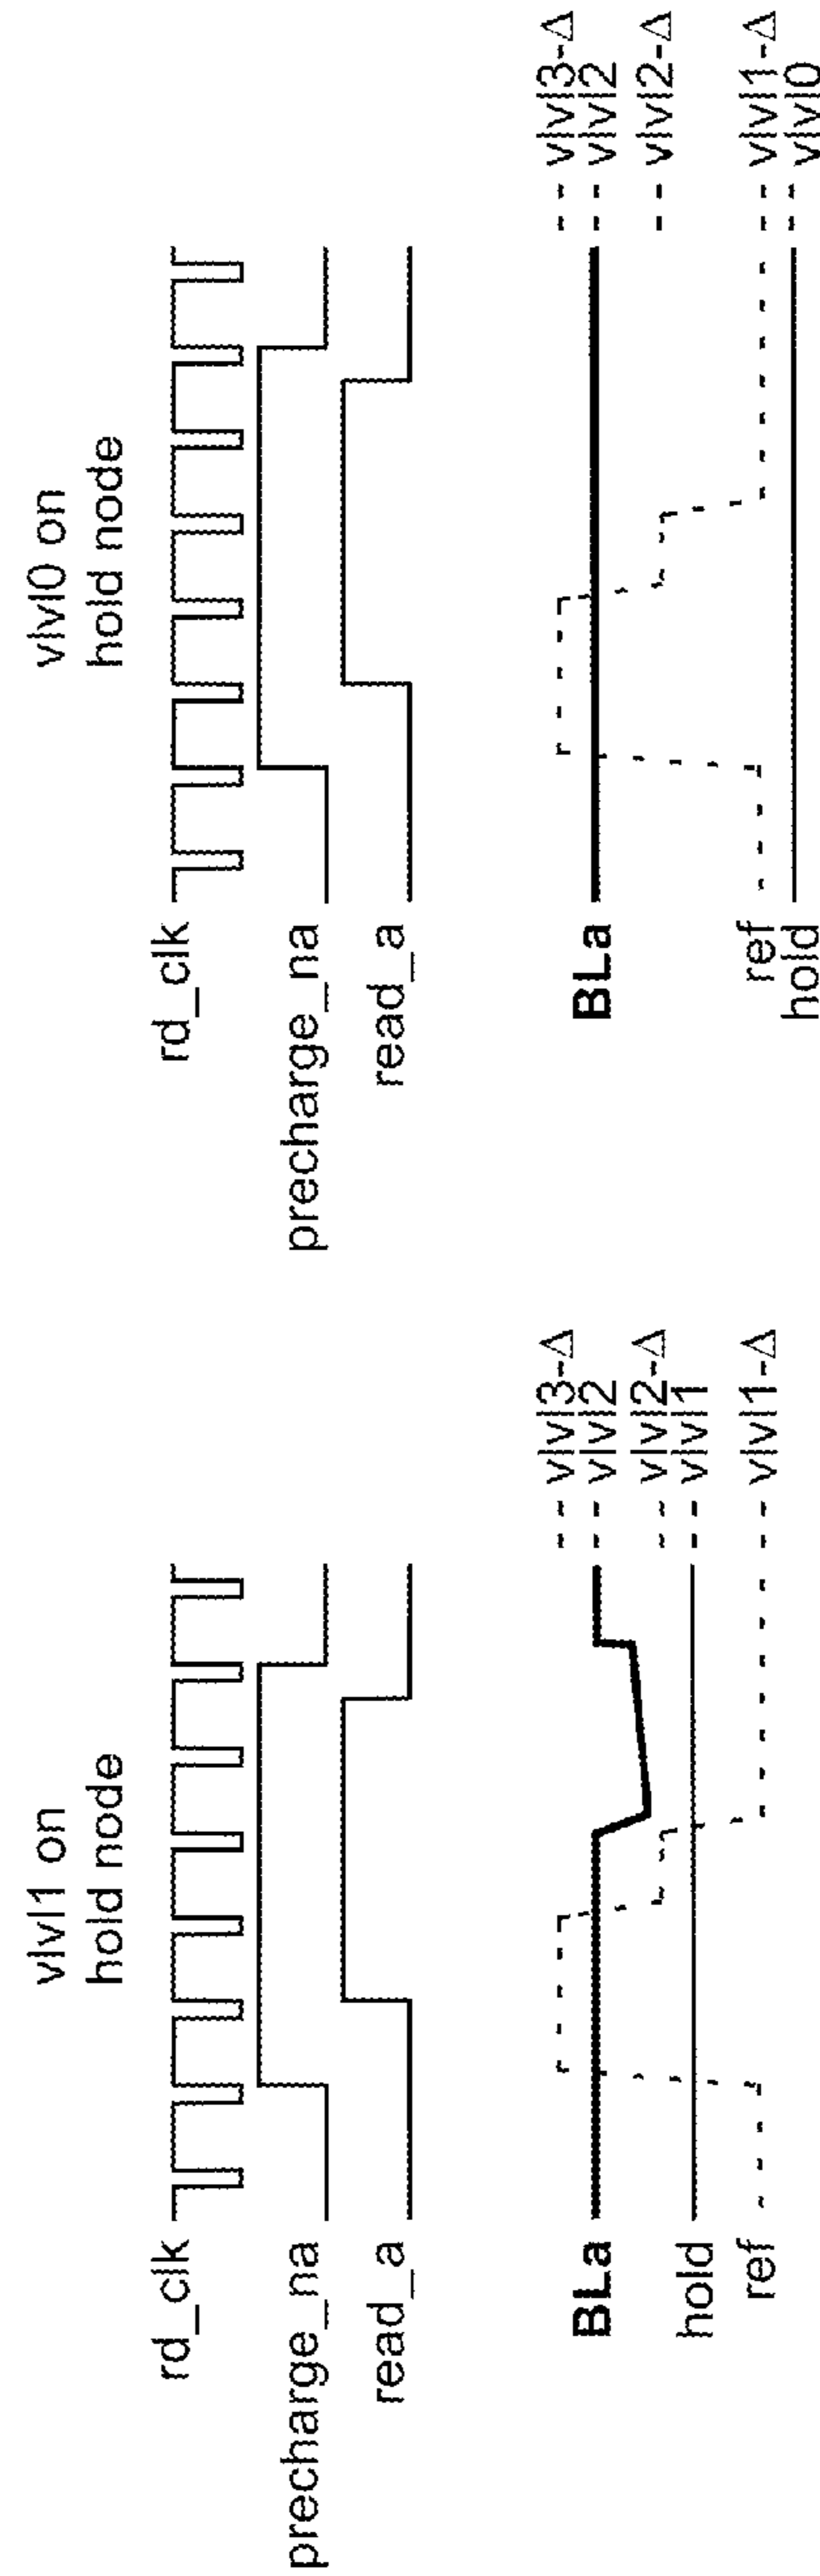 vlvl1 on
hold node
rd_clk
precharge_na
read_a
BLa
hold
ref
vlvl3-Δ
vlvl2
vlvl2-Δ
vlvl1
vlvl1-Δ
vlvl0 on
hold node
rd_clk
precharge_na
read_a
BLa
ref
hold
vlvl3-Δ
vlvl2
vlvl2-Δ
vlvl1-Δ
vlvl0